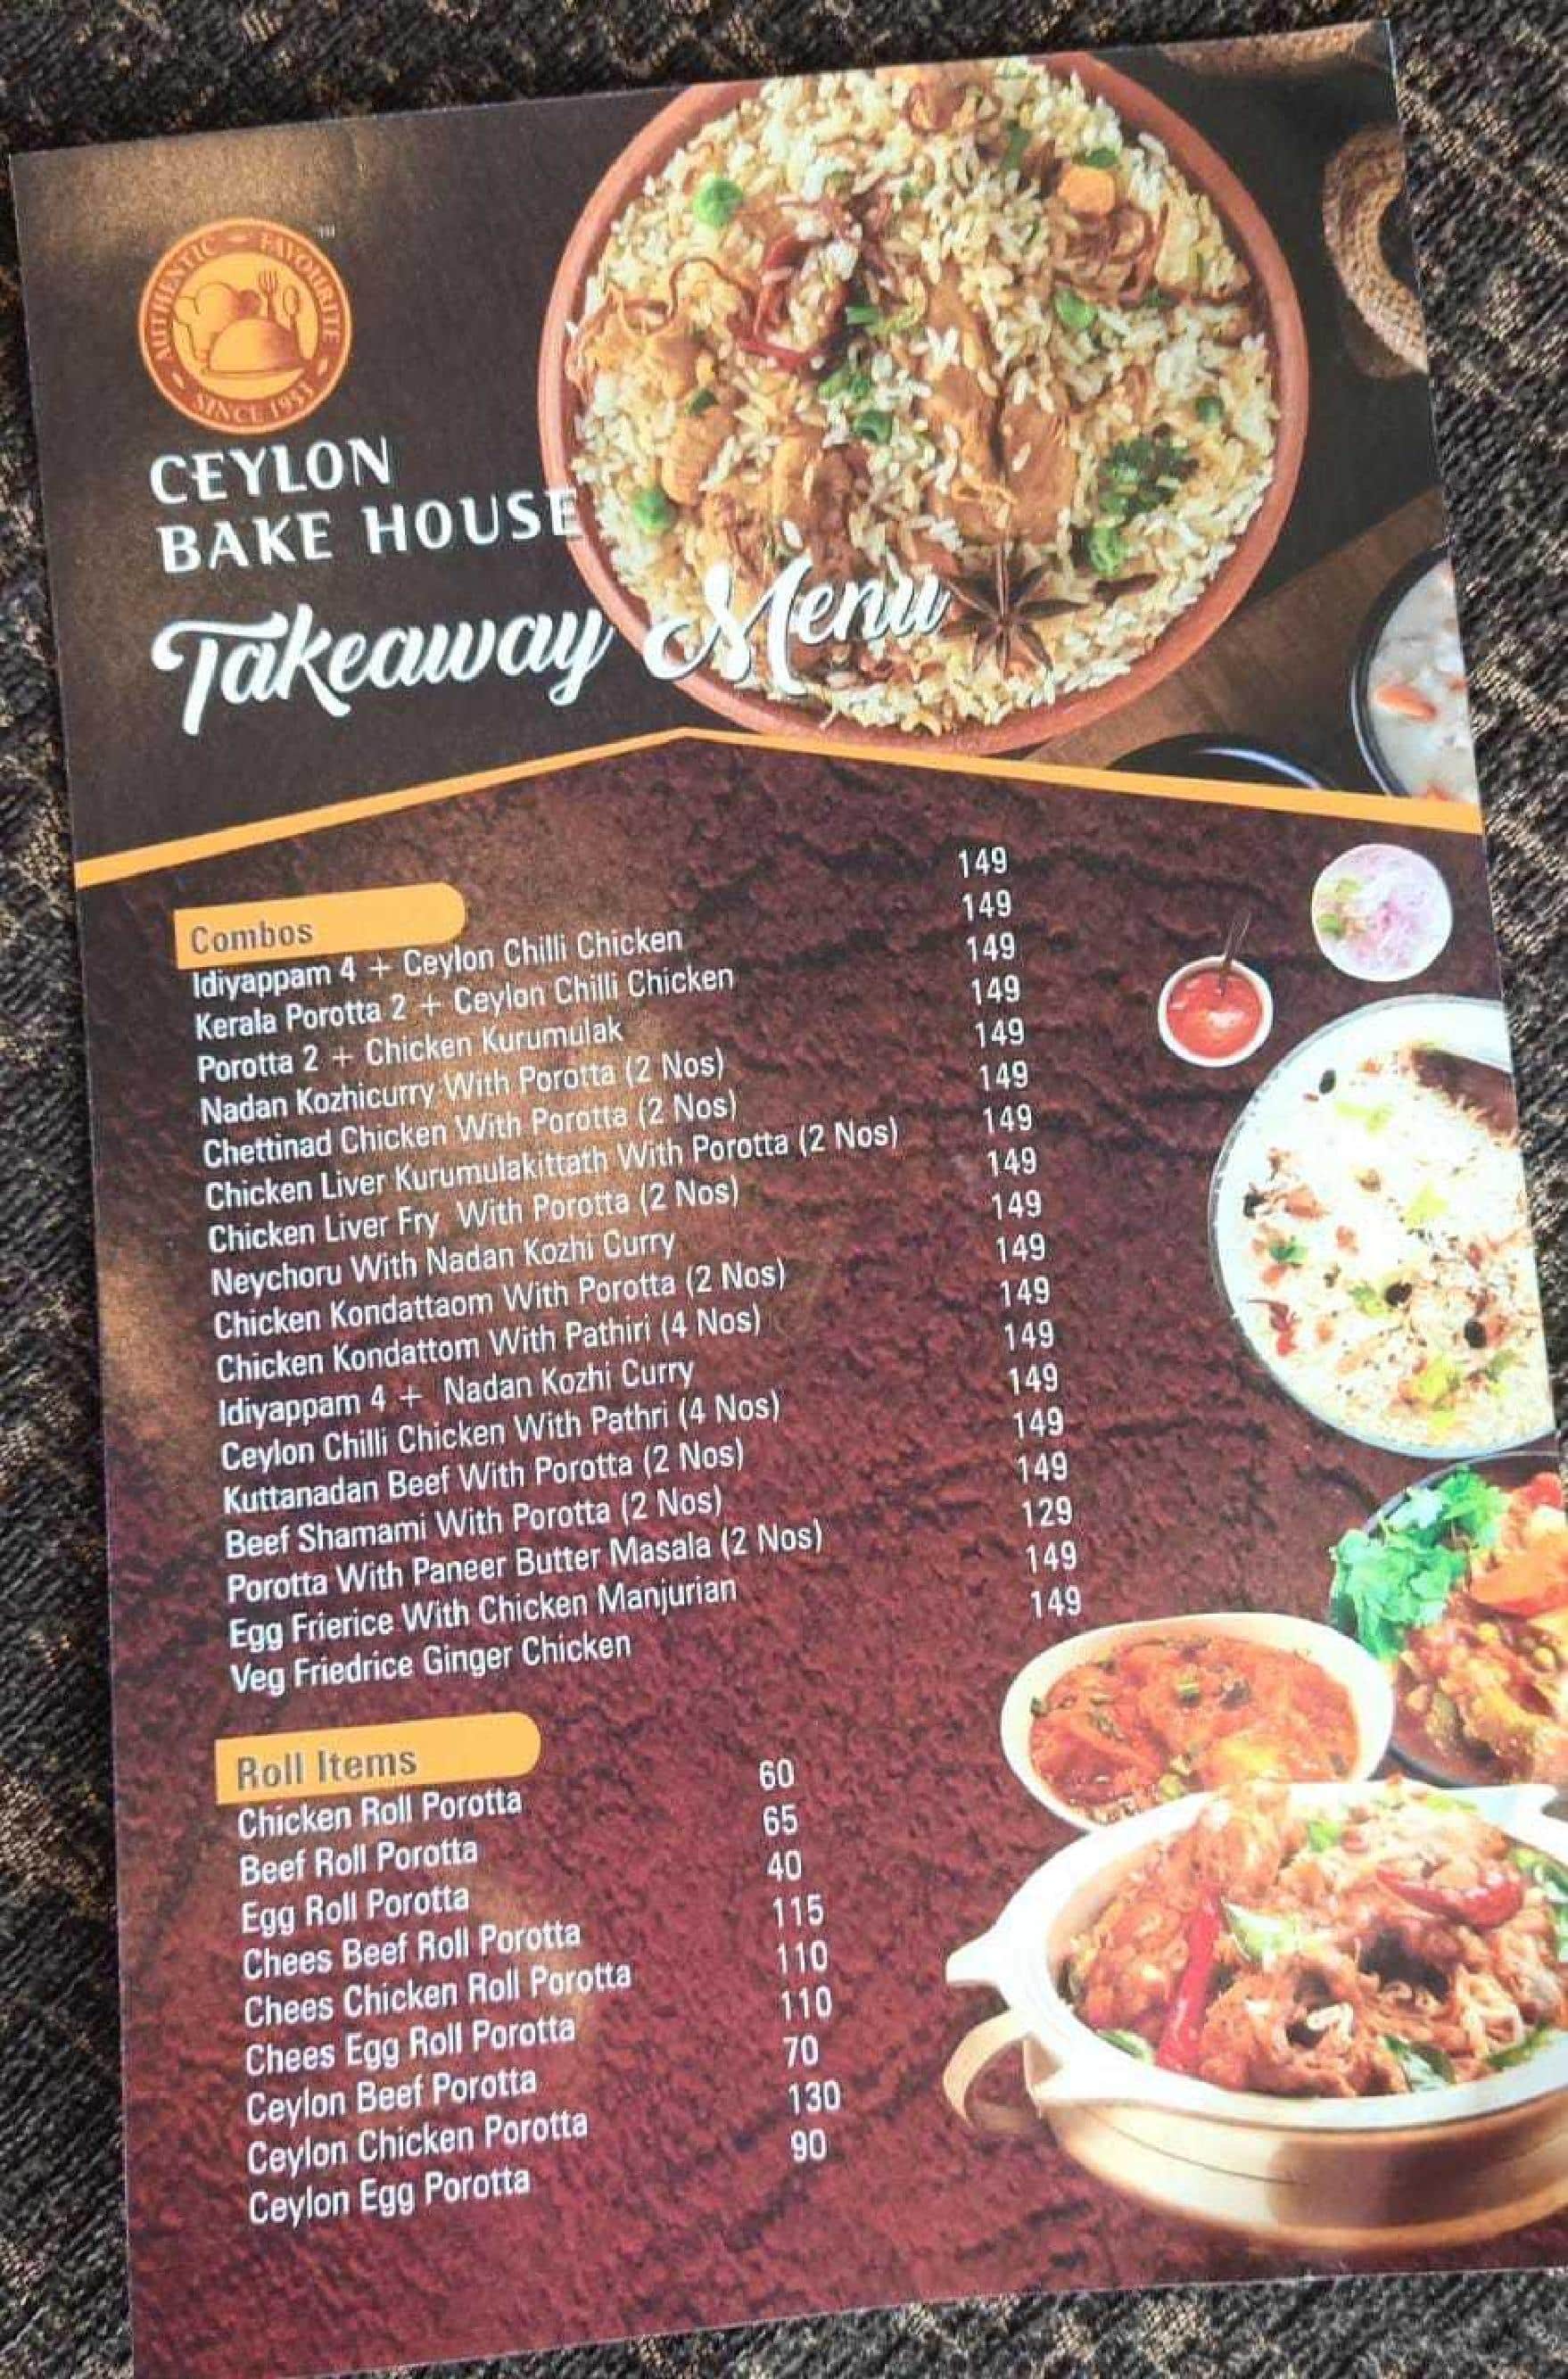 AUTHENTIC - FAVOURITE - SINCE 1933
TM
CEYLON
BAKE HOUSE
Takeaway Menu
Combos 149
Idiyappam 4 + Ceylon Chilli Chicken 149
Kerala Porotta 2 + Ceylon Chilli Chicken 149
Porotta 2 + Chicken Kurumulak 149
Nadan Kozhicurry With Porotta (2 Nos) 149
Chettinad Chicken With Porotta (2 Nos) 149
Chicken Liver Kurumulakittath With Porotta (2 Nos) 149
Chicken Liver Fry With Porotta (2 Nos) 149
Neychoru With Nadan Kozhi Curry 149
Chicken Kondattaom With Porotta (2 Nos) 149
Chicken Kondattom With Pathiri (4 Nos) 149
Idiyappam 4 + Nadan Kozhi Curry 149
Ceylon Chilli Chicken With Pathri (4 Nos) 149
Kuttanadan Beef With Porotta (2 Nos) 149
Beef Shamami With Porotta (2 Nos) 149
Porotta With Paneer Butter Masala (2 Nos) 129
Egg Frierice With Chicken Manjurian 149
Veg Friedrice Ginger Chicken 149
Roll Items
Chicken Roll Porotta 60
Beef Roll Porotta 65
Egg Roll Porotta 40
Chees Beef Roll Porotta 115
Chees Chicken Roll Porotta 110
Chees Egg Roll Porotta 110
Ceylon Beef Porotta 70
Ceylon Chicken Porotta 130
Ceylon Egg Porotta 90